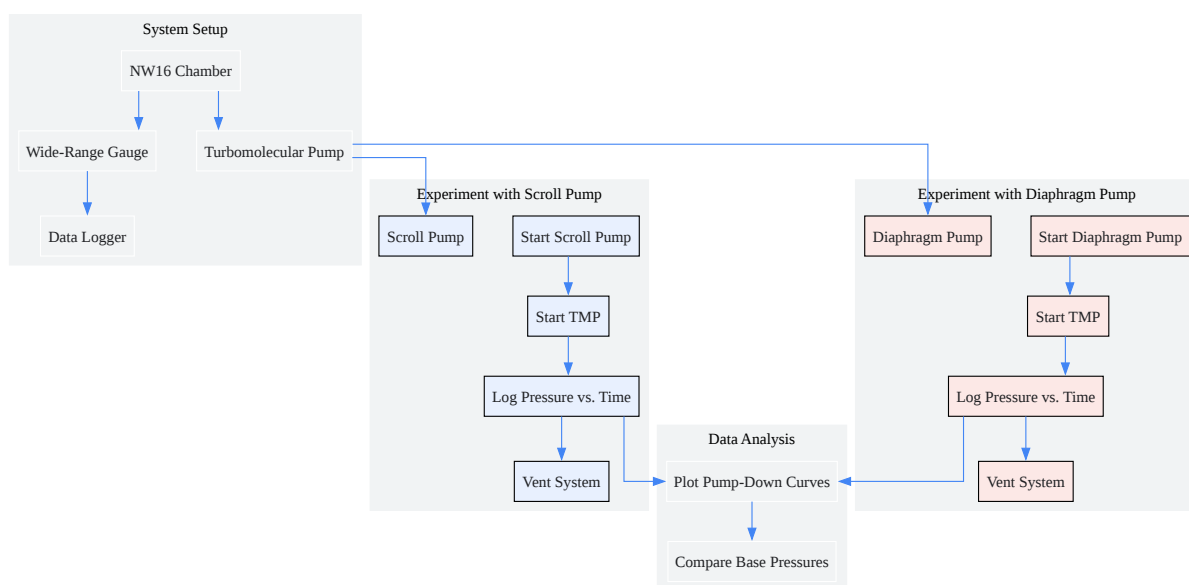 System Setup
NW16 Chamber
Wide-Range Gauge
Turbomolecular Pump
Data Logger
Experiment with Scroll Pump
Scroll Pump
Start Scroll Pump
Start TMP
Log Pressure vs. Time
Vent System
Experiment with Diaphragm Pump
Diaphragm Pump
Start Diaphragm Pump
Start TMP
Log Pressure vs. Time
Vent System
Data Analysis
Plot Pump-Down Curves
Compare Base Pressures